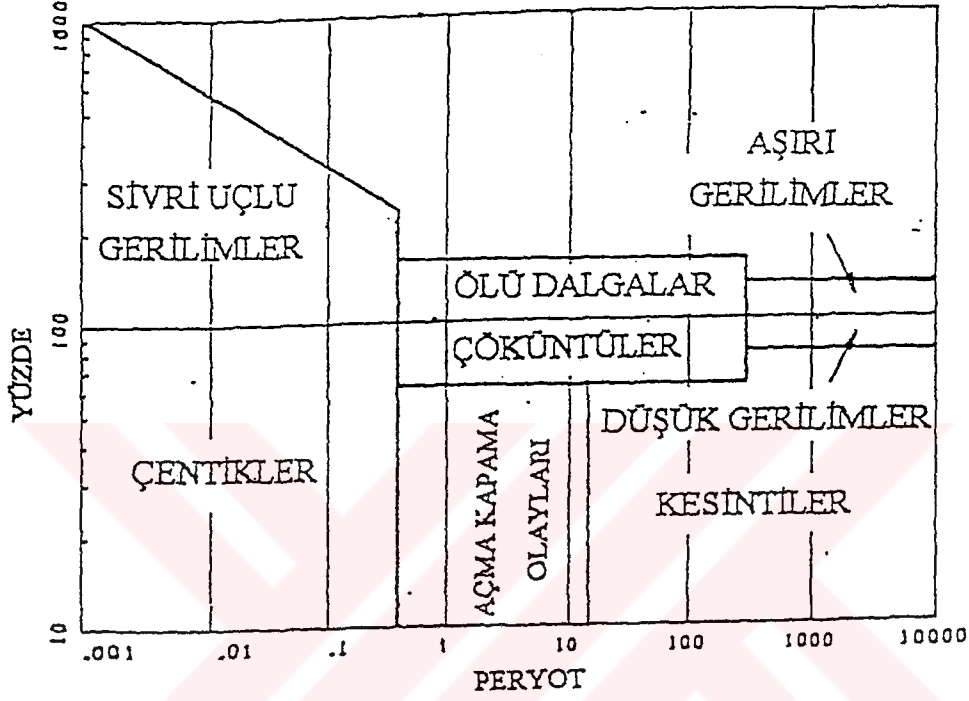 1000
AŞIRI
GERİLİMLER
SİVRİ UÇLU
GERİLİMLER
ÖLÜ DALGALAR
100
ÇÖKÜNTÜLER
YÜZDE
DÜŞÜK GERİLİMLER
ÇENTİKLER
AÇMA KAPAMA
OLAYLARI
KESİNTİLER
10
.001 .01 .1 1 10 100 1000 10000
PERYOT